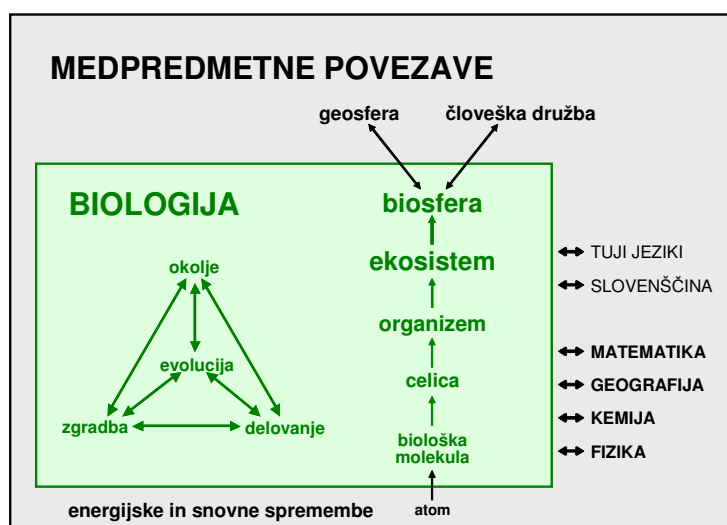 MEDPREDMETNE POVEZAVE
geosfera
človeška družba
BIOLOGIJA
biosfera
ekosistem
organizem
celica
biološka
molekula
okolje
evolucija
zgradba
delovanje
TUJI JEZIKI
SLOVENŠČINA
MATEMATIKA
GEOGRAFIJA
KEMIJA
FIZIKA
energijske in snovne spremembe
atom